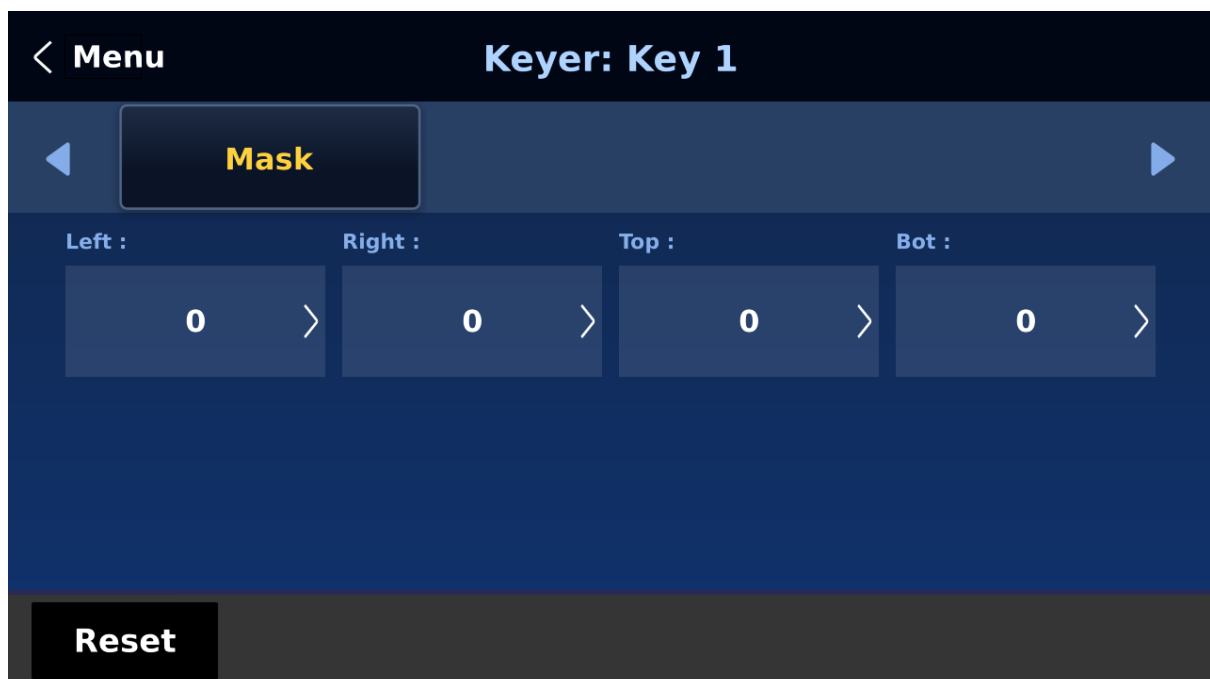 Menu
Keyer: Key 1
Mask
Left :
Right :
Top :
Bot :
0
0
0
0
Reset